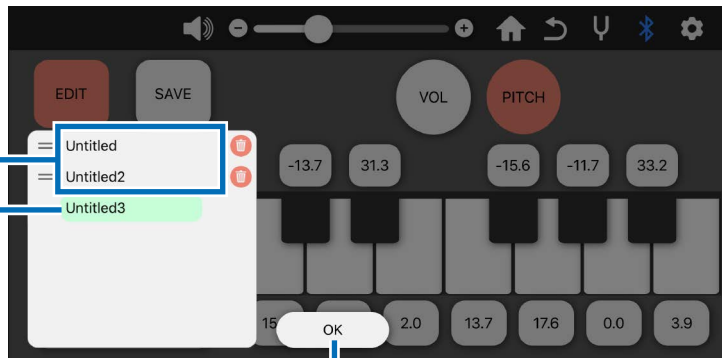 EDIT SAVE VOL PITCH
Untitled
Untitled2
Untitled3
-13.7 31.3 -15.6 -11.7 33.2
15 2.0 13.7 17.6 0.0 3.9
OK